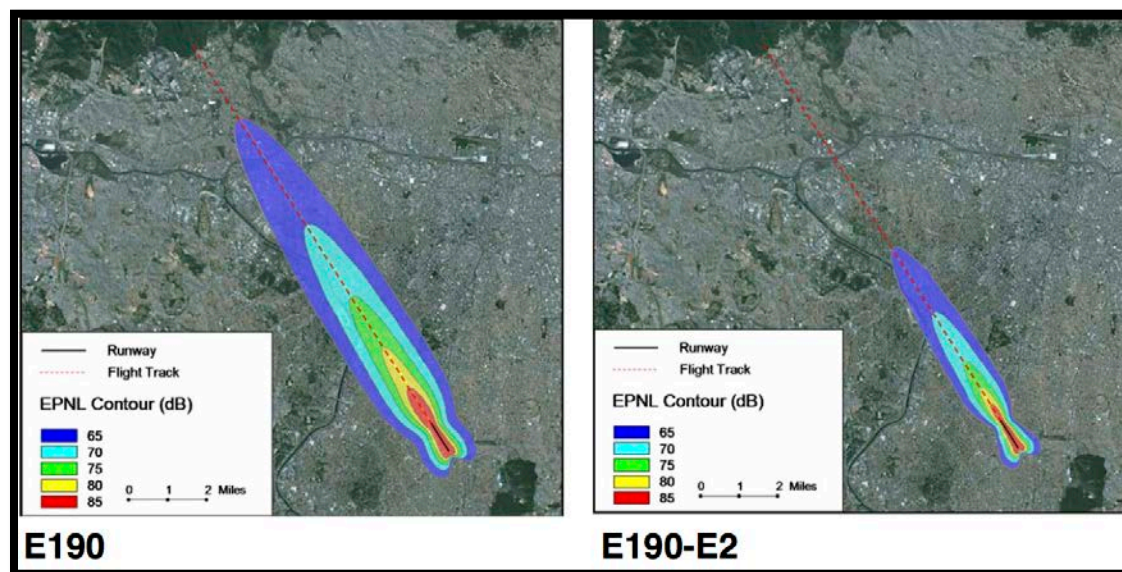 Runway
Flight Track
EPNL Contour (dB)
65
70
75
80
85
0 1 2 Miles
E190
Runway
Flight Track
EPNL Contour (dB)
65
70
75
80
85
0 1 2 Miles
E190-E2